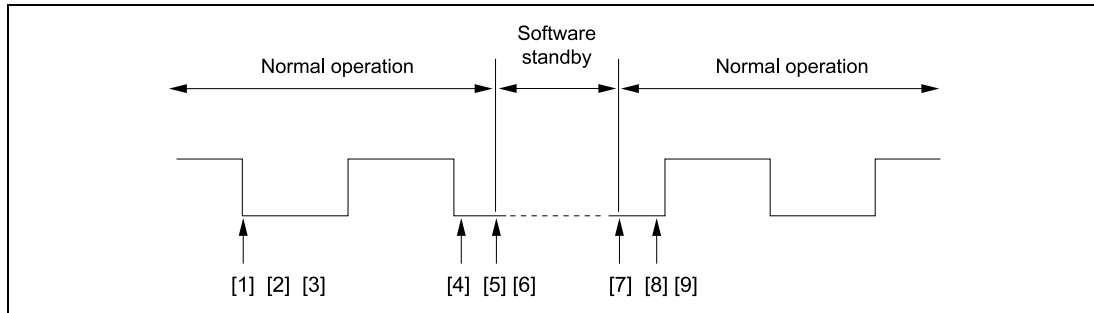 Software
standby
Normal operation
Normal operation
[1] [2] [3]
[4] [5] [6]
[7] [8] [9]